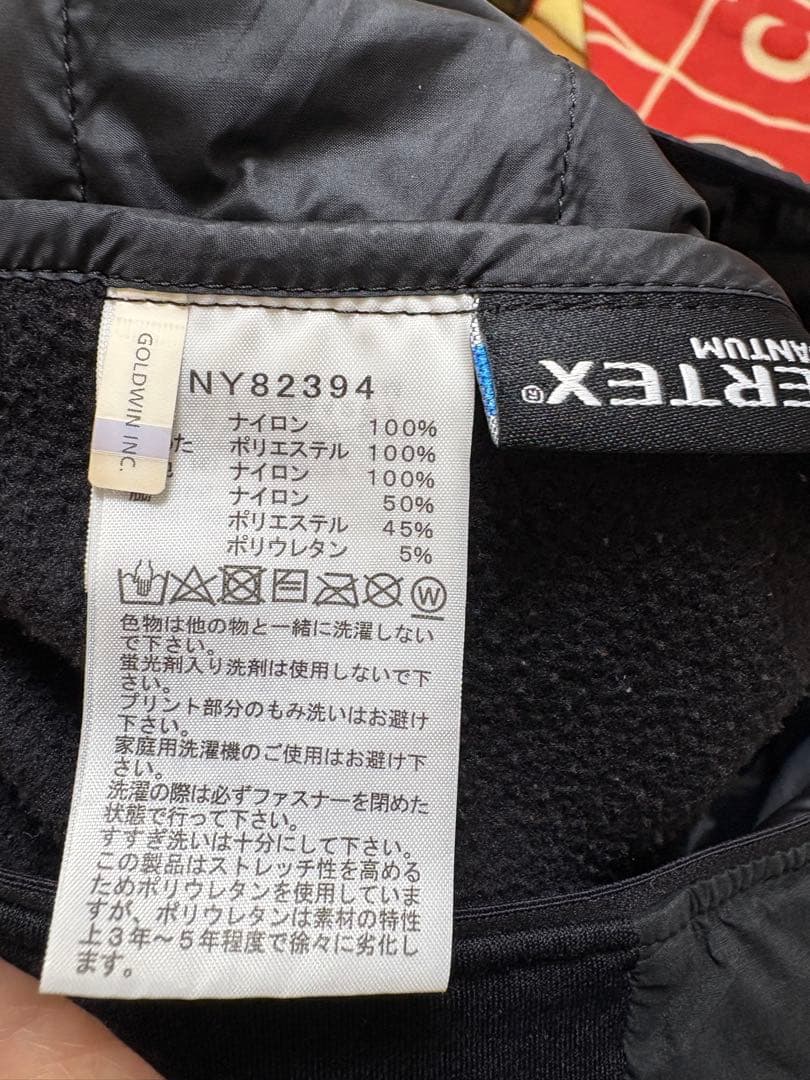 GOLDWIN INC.
NY82394
ナイロン 100%
た ポリエステル 100%
ナイロン 100%
ナイロン 50%
ポリエステル 45%
ポリウレタン 5%
W
色物は他の物と一緒に洗濯しない
で下さい。
蛍光剤入り洗剤は使用しないで下
さい。
プリント部分のもみ洗いはお避け
下さい。
家庭用洗濯機のご使用はお避け下
さい。
洗濯の際は必ずファスナーを閉めた
状態で行って下さい。
すすぎ洗いは十分にして下さい。
この製品はストレッチ性を高める
ためポリウレタンを使用していま
すが、ポリウレタンは素材の特性
上3年～5年程度で徐々に劣化し
ます。
ERTEX®
ANTUM